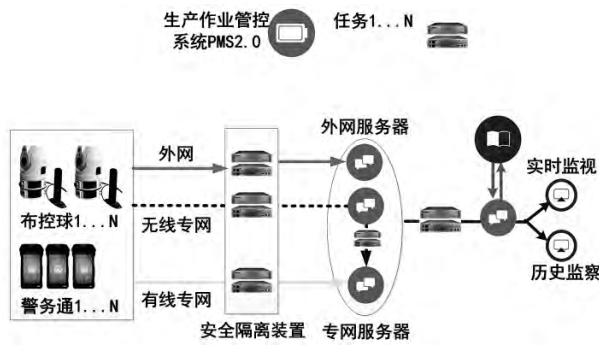 生产作业管控
系统PMS2.0
任务1...N
外网服务器
外网
实时监视
布控球1...N
无线专网
历史监察
警务通1...N
有线专网
安全隔离装置
专网服务器